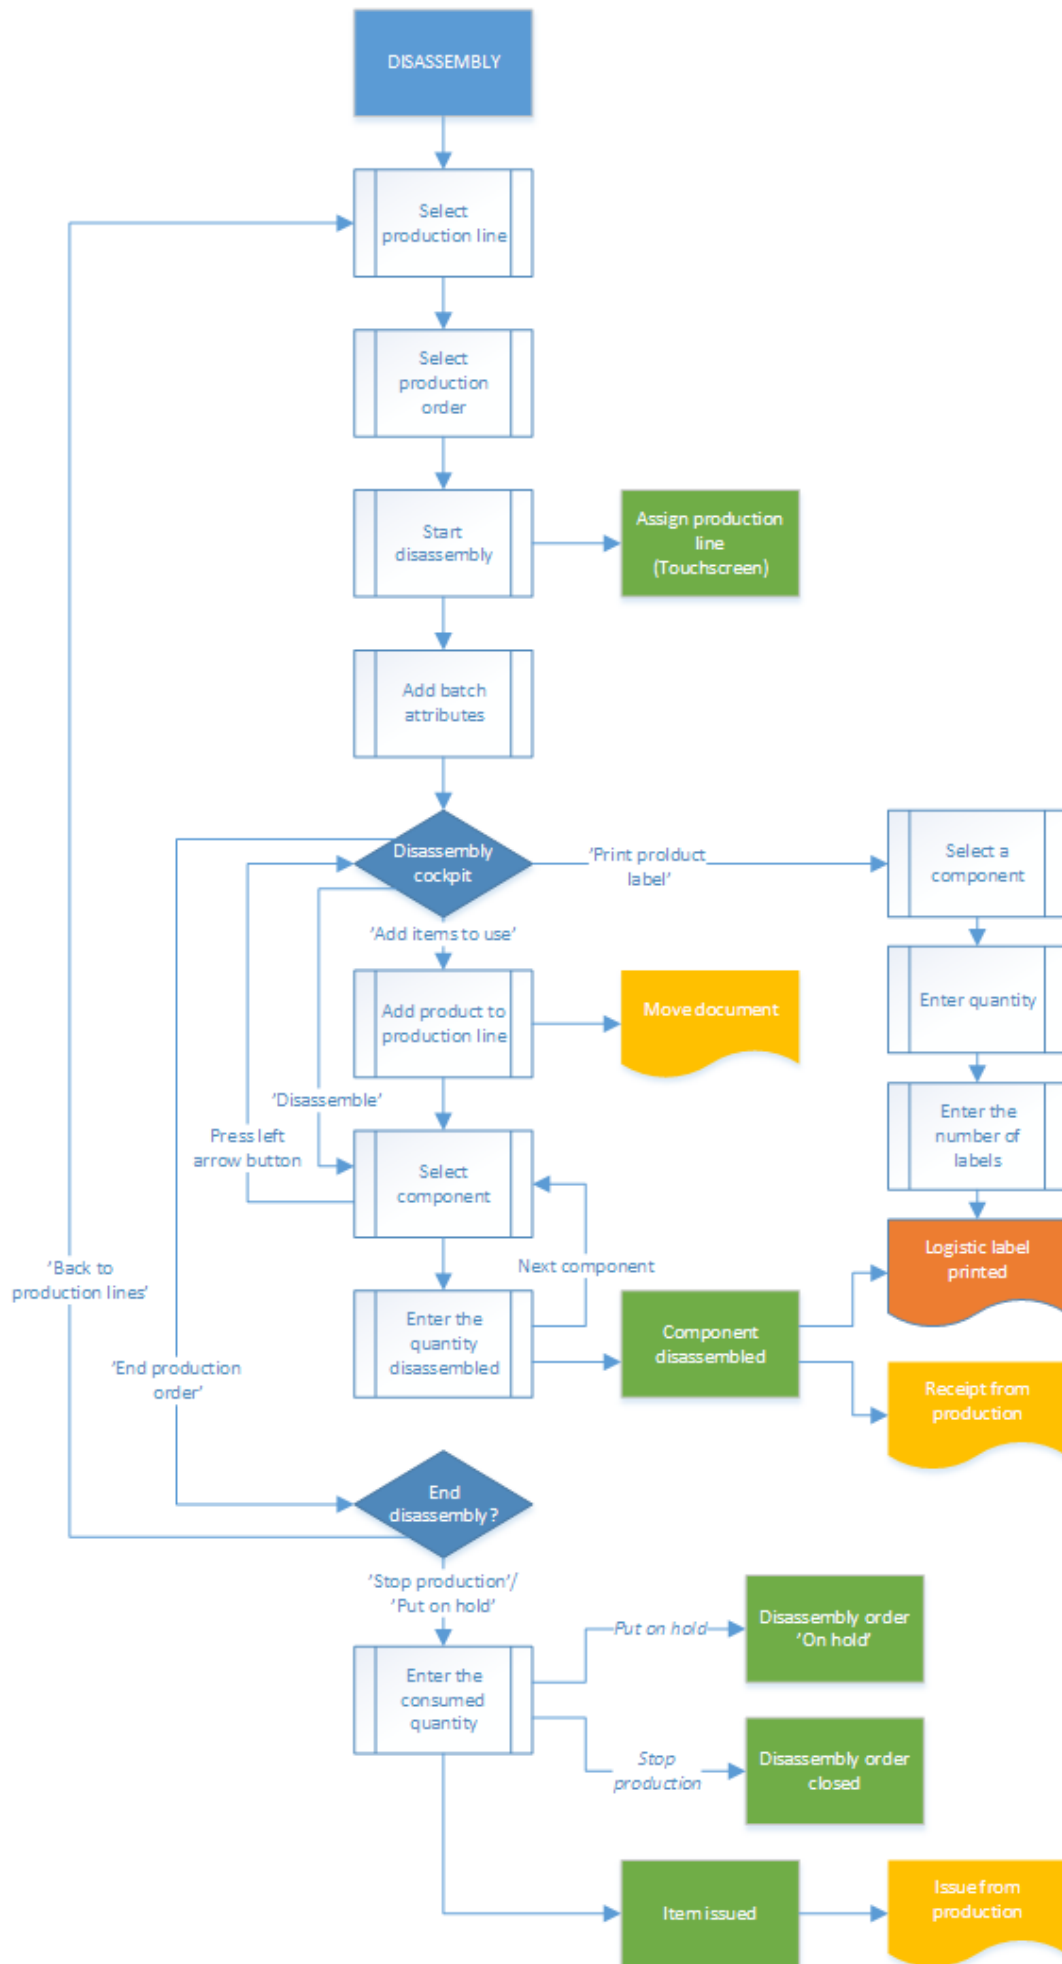 DISASSEMBLY
Select
production line
Select
production
order
Start
disassembly
Assign production
line
(Touchscreen)
Add batch
attributes
Disassembly
cockpit
'Print prolduct
label'
Select a
component
'Add items to use'
Add product to
production line
Move document
Enter quantity
'Disassemble'
Press left
arrow button
Select
component
Enter the
number of
labels
'Back to
production lines'
Next component
Logistic label
printed
'End production
order'
Enter the
quantity
disassembled
Component
disassembled
Receipt from
production
End
disassembly?
'Stop production'/
'Put on hold'
Enter the
consumed
quantity
Put on hold
Disassembly order
'On hold'
Stop
production
Disassembly order
closed
Item issued
Issue from
production